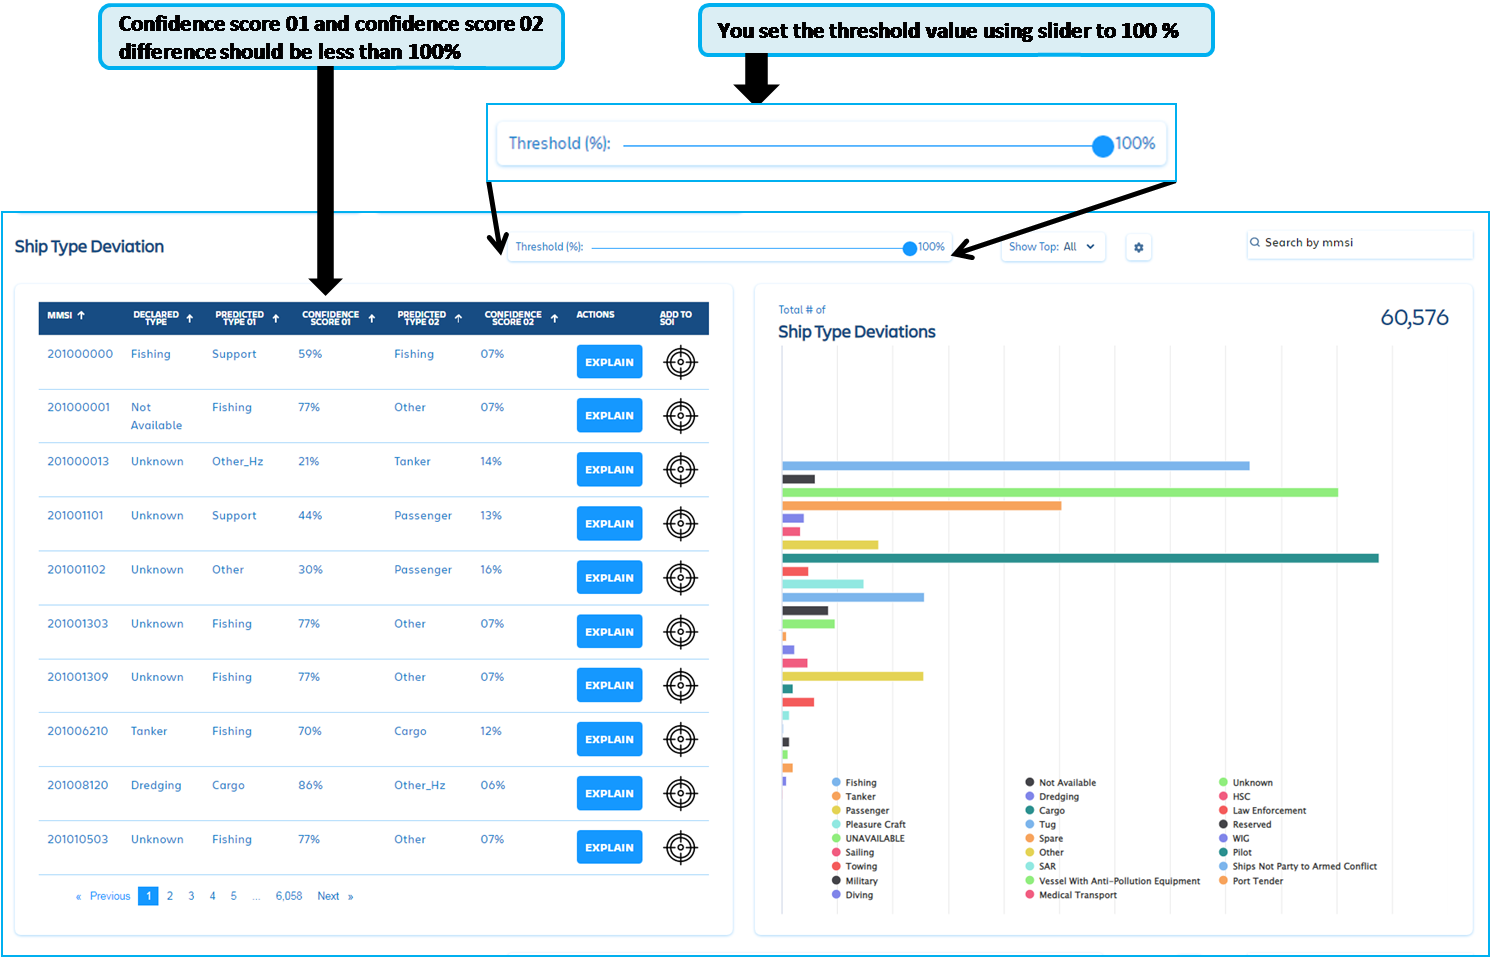 Confidence score 01 and confidence score 02
difference should be less than 100%
You set the threshold value using slider to 100 %
Threshold (%): 100%
Ship Type Deviation
Threshold (%): 100%
Show Top: All
Search by mmsi
MMSI DECLARED TYPE PREDICTED TYPE 01 CONFIDENCE SCORE 01 PREDICTED TYPE 02 CONFIDENCE SCORE 02 ACTIONS ADD TO SOI
201000000 Fishing Support 59% Fishing 07% EXPLAIN
201000001 Not Available Fishing 77% Other 07% EXPLAIN
201000013 Unknown Other_Hz 21% Tanker 14% EXPLAIN
201001101 Unknown Support 44% Passenger 13% EXPLAIN
201001102 Unknown Other 30% Passenger 16% EXPLAIN
201001303 Unknown Fishing 77% Other 07% EXPLAIN
201001309 Unknown Fishing 77% Other 07% EXPLAIN
201006210 Tanker Fishing 70% Cargo 12% EXPLAIN
201008120 Dredging Cargo 86% Other_Hz 06% EXPLAIN
201010503 Unknown Fishing 77% Other 07% EXPLAIN
« Previous 1 2 3 4 5 ... 6,058 Next »
Total # of
Ship Type Deviations
60,576
Fishing Not Available Unknown
Tanker Dredging HSC
Passenger Cargo Law Enforcement
Pleasure Craft Tug Reserved
UNAVAILABLE Spare WIG
Sailing Other Pilot
Towing SAR Ships Not Party to Armed Conflict
Military Vessel With Anti-Pollution Equipment Port Tender
Diving Medical Transport